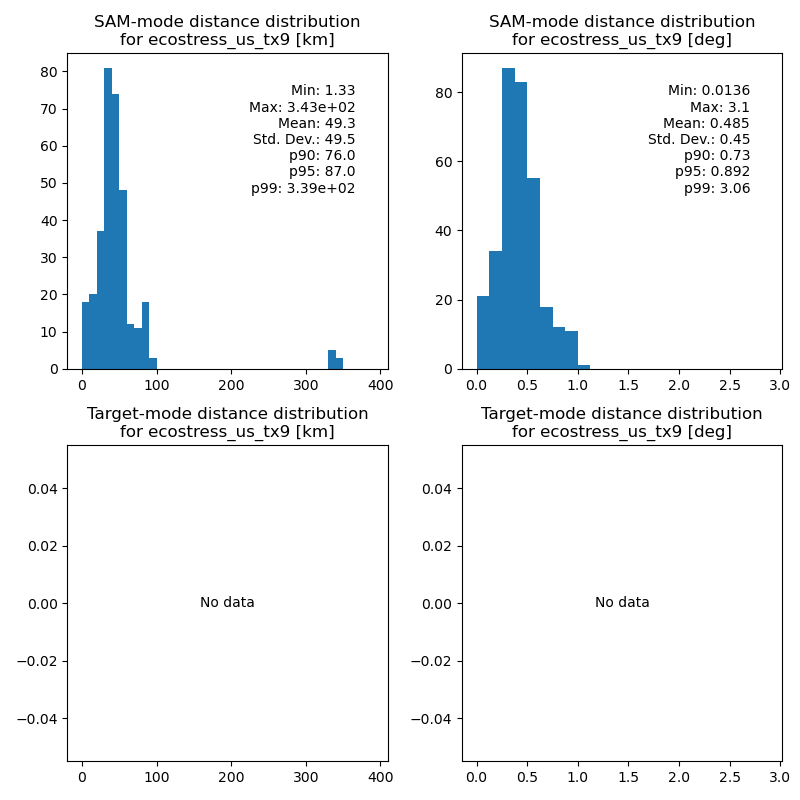 SAM-mode distance distribution
for ecostress_us_tx9 [km]
Min: 1.33
Max: 3.43e+02
Mean: 49.3
Std. Dev.: 49.5
p90: 76.0
p95: 87.0
p99: 3.39e+02
80
70
60
50
40
30
20
10
0
0 100 200 300 400
SAM-mode distance distribution
for ecostress_us_tx9 [deg]
Min: 0.0136
Max: 3.1
Mean: 0.485
Std. Dev.: 0.45
p90: 0.73
p95: 0.892
p99: 3.06
80
60
40
20
0
0.0 0.5 1.0 1.5 2.0 2.5 3.0
Target-mode distance distribution
for ecostress_us_tx9 [km]
0.04
0.02
0.00
−0.02
−0.04
No data
0 100 200 300 400
Target-mode distance distribution
for ecostress_us_tx9 [deg]
0.04
0.02
0.00
−0.02
−0.04
No data
0.0 0.5 1.0 1.5 2.0 2.5 3.0